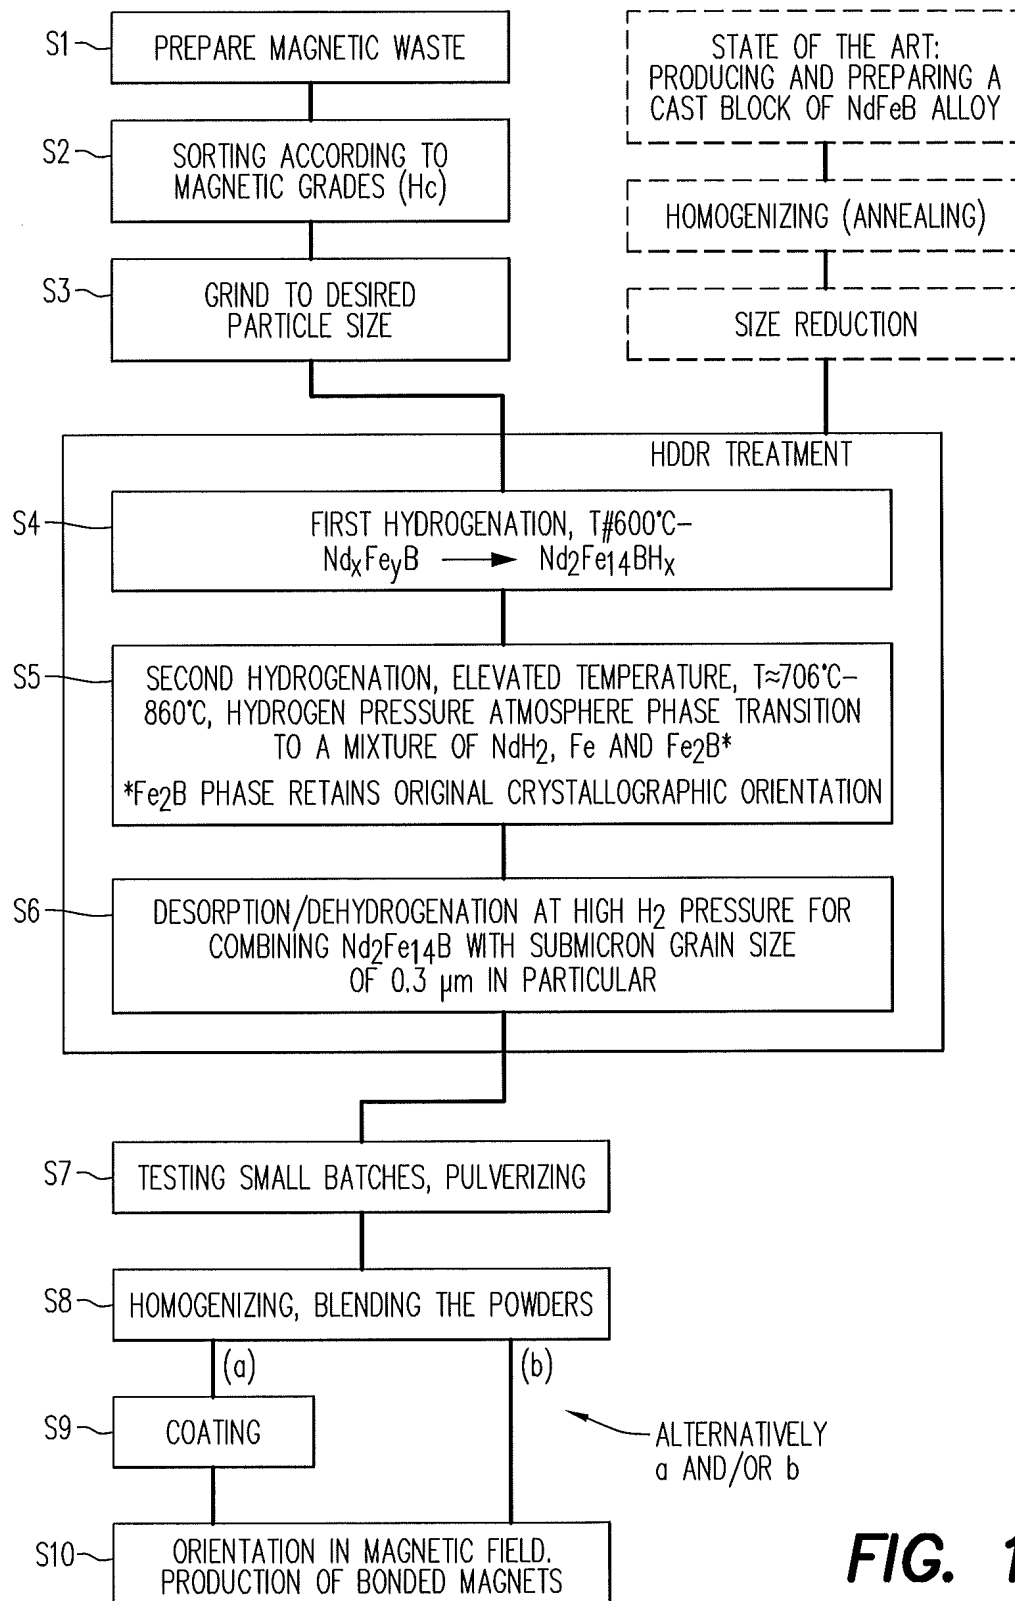 S1
PREPARE MAGNETIC WASTE
S2
SORTING ACCORDING TO
MAGNETIC GRADES (Hc)
S3
GRIND TO DESIRED
PARTICLE SIZE
STATE OF THE ART:
PRODUCING AND PREPARING A
CAST BLOCK OF NdFeB ALLOY
HOMOGENIZING (ANNEALING)
SIZE REDUCTION
HDDR TREATMENT
S4
FIRST HYDROGENATION, T#600°C–
NdxFeyB → Nd2Fe14BHx
S5
SECOND HYDROGENATION, ELEVATED TEMPERATURE, T≈706°C–
860°C, HYDROGEN PRESSURE ATMOSPHERE PHASE TRANSITION
TO A MIXTURE OF NdH2, Fe AND Fe2B*
*Fe2B PHASE RETAINS ORIGINAL CRYSTALLOGRAPHIC ORIENTATION
S6
DESORPTION/DEHYDROGENATION AT HIGH H2 PRESSURE FOR
COMBINING Nd2Fe14B WITH SUBMICRON GRAIN SIZE
OF 0.3 µm IN PARTICULAR
S7
TESTING SMALL BATCHES, PULVERIZING
S8
HOMOGENIZING, BLENDING THE POWDERS
(a)
(b)
S9
COATING
ALTERNATIVELY
a AND/OR b
S10
ORIENTATION IN MAGNETIC FIELD.
PRODUCTION OF BONDED MAGNETS
FIG. 1